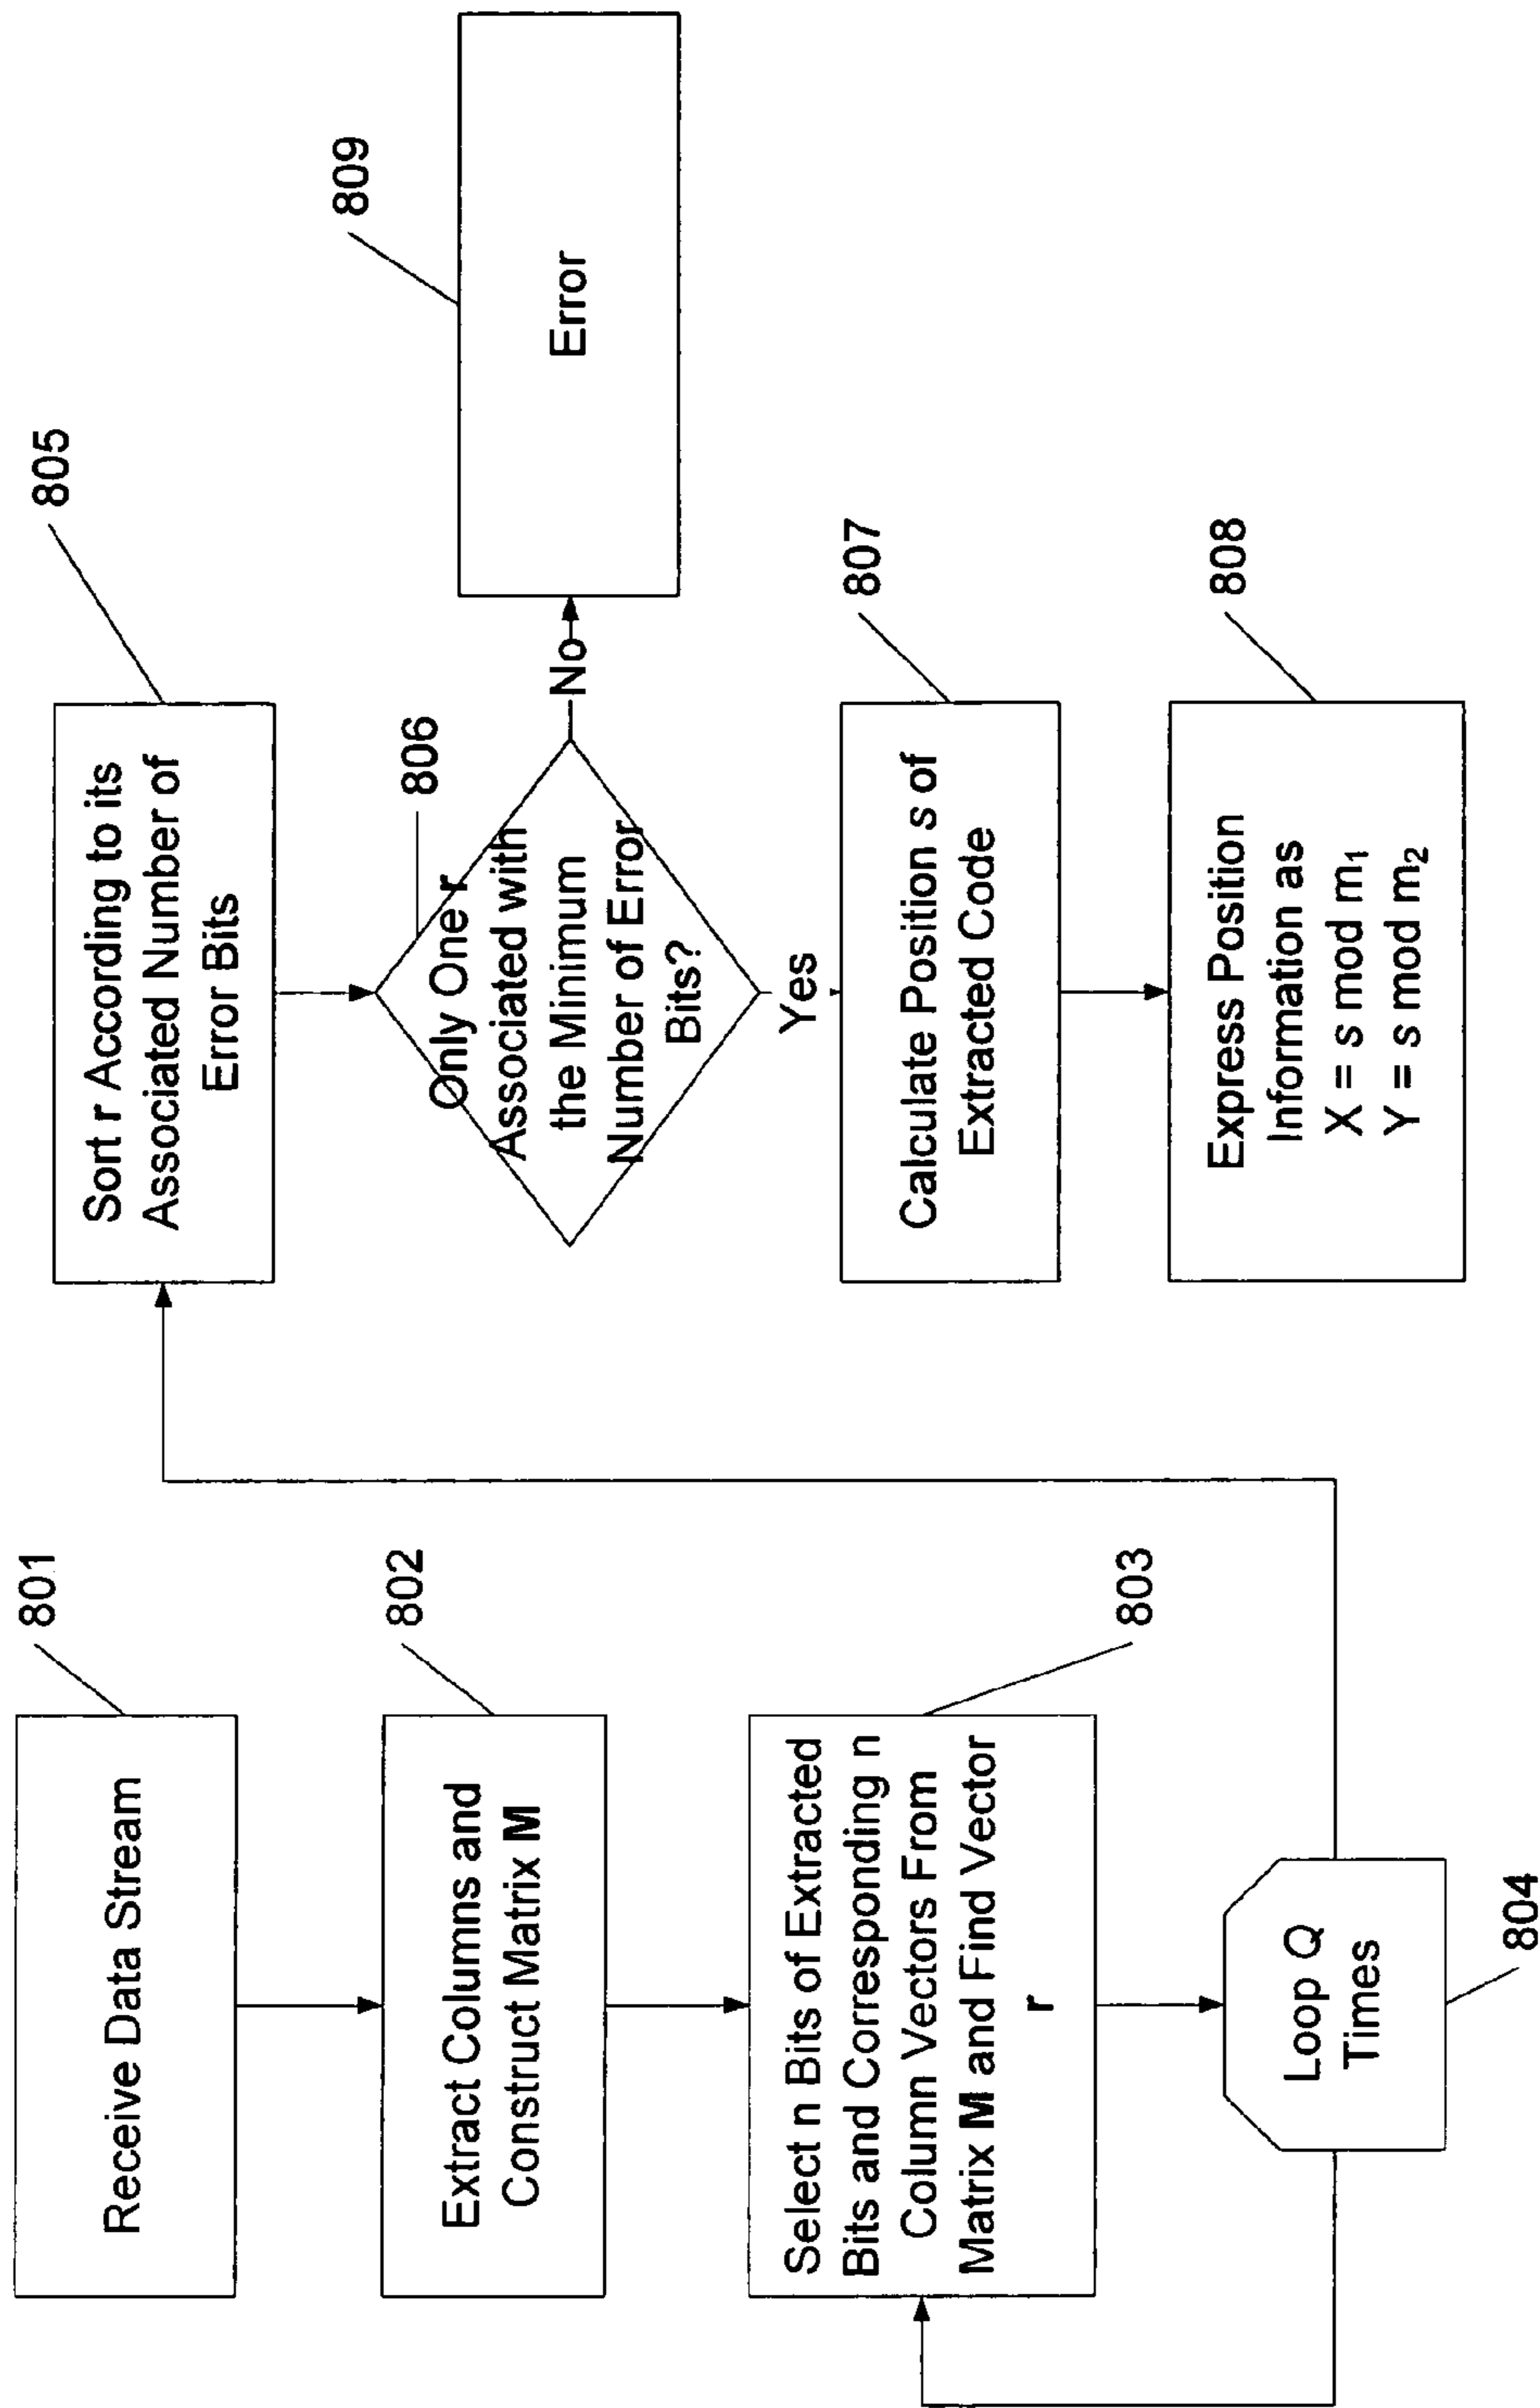 801
Receive Data Stream
802
Extract Columns and
Construct Matrix M
803
Select n Bits of Extracted
Bits and Corresponding n
Column Vectors From
Matrix M and Find Vector
r
Loop Q
Times
804
805
Sort r According to its
Associated Number of
Error Bits
806
Only One r
Associated with
the Minimum
Number of Error
Bits?
No
809
Error
Yes
807
Calculate Position s of
Extracted Code
808
Express Position
Information as
X = s mod m₁
Y = s mod m₂